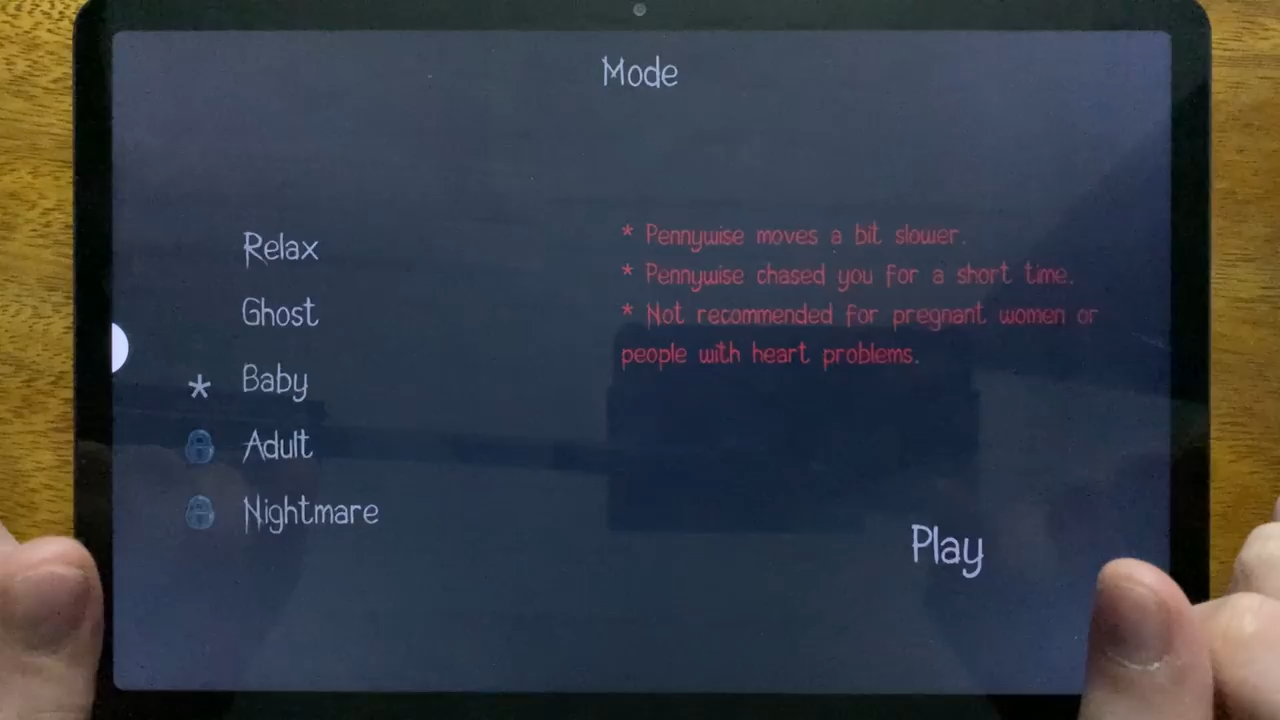 Mode
Relax
Ghost
* Baby
Adult
Nightmare
* Pennywise moves a bit slower.
* Pennywise chased you for a short time.
* Not recommended for pregnant women or
people with heart problems.
Play